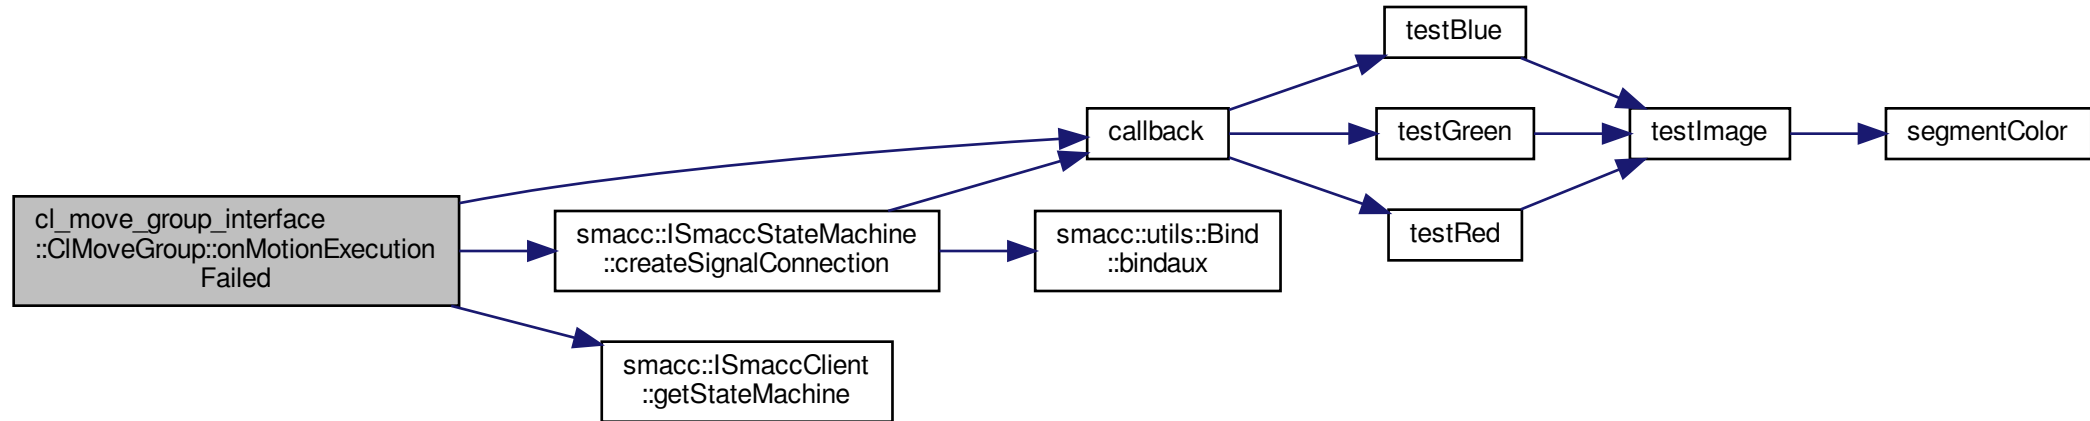 cl_move_group_interface
::ClMoveGroup::onMotionExecution
Failed
smacc::ISmaccStateMachine
::createSignalConnection
smacc::ISmaccClient
::getStateMachine
callback
smacc::utils::Bind
::bindaux
testBlue
testGreen
testRed
testImage
segmentColor